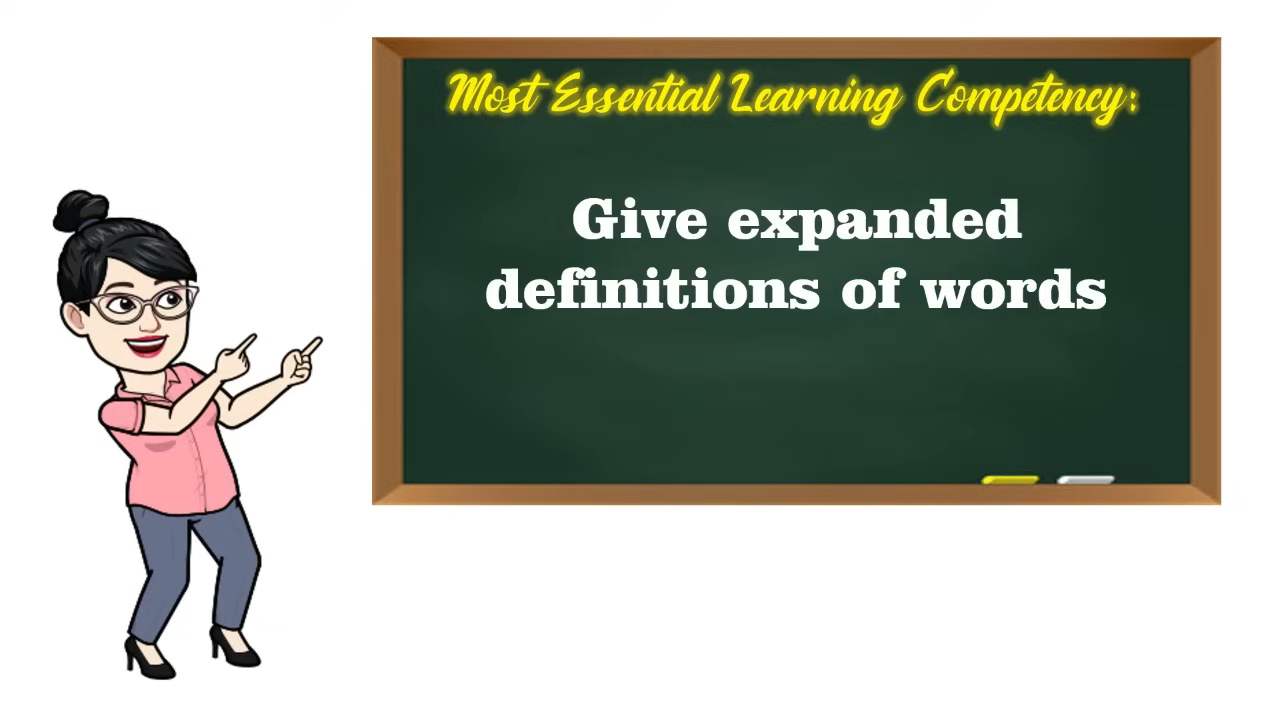 Most Essential Learning Competency:
Give expanded
definitions of words